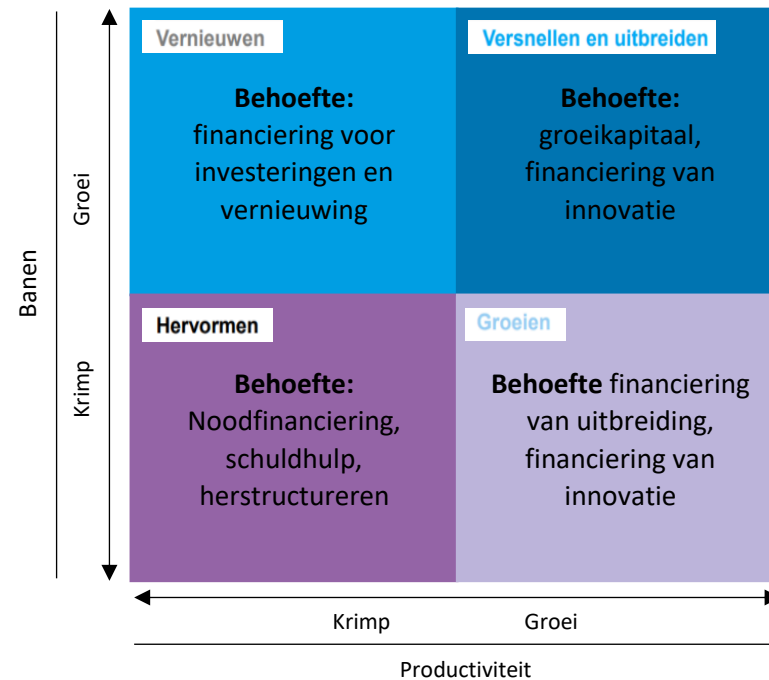 Vernieuwen
Behoefte:
financiering voor
investeringen en
vernieuwing
Versnellen en uitbreiden
Behoefte:
groeikapitaal,
financiering van
innovatie
Banen
Groei
Krimp
Hervormen
Behoefte:
Noodfinanciering,
schuldhulp,
herstructureren
Groeien
Behoefte financiering
van uitbreiding,
financiering van
innovatie
Krimp
Groei
Productiviteit